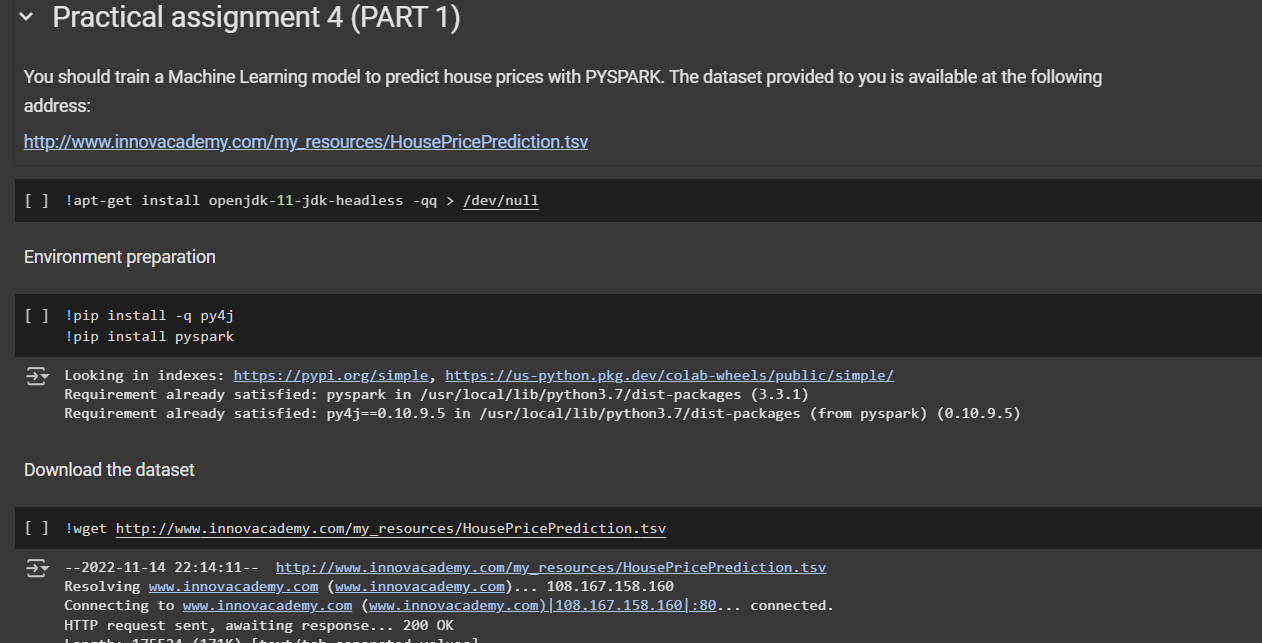 Practical assignment 4 (PART 1)
You should train a Machine Learning model to predict house prices with PYSPARK. The dataset provided to you is available at the following
address:
http://www.innovacademy.com/my_resources/HousePricePrediction.tsv
[ ] !apt-get install openjdk-11-jdk-headless -qq > /dev/null
Environment preparation
[ ] !pip install -q py4j
!pip install pyspark
Looking in indexes: https://pypi.org/simple, https://us-python.pkg.dev/colab-wheels/public/simple/
Requirement already satisfied: pyspark in /usr/local/lib/python3.7/dist-packages (3.3.1)
Requirement already satisfied: py4j==0.10.9.5 in /usr/local/lib/python3.7/dist-packages (from pyspark) (0.10.9.5)
Download the dataset
[ ] !wget http://www.innovacademy.com/my_resources/HousePricePrediction.tsv
--2022-11-14 22:14:11-- http://www.innovacademy.com/my_resources/HousePricePrediction.tsv
Resolving www.innovacademy.com (www.innovacademy.com)... 108.167.158.160
Connecting to www.innovacademy.com (www.innovacademy.com)|108.167.158.160|:80... connected.
HTTP request sent, awaiting response... 200 OK